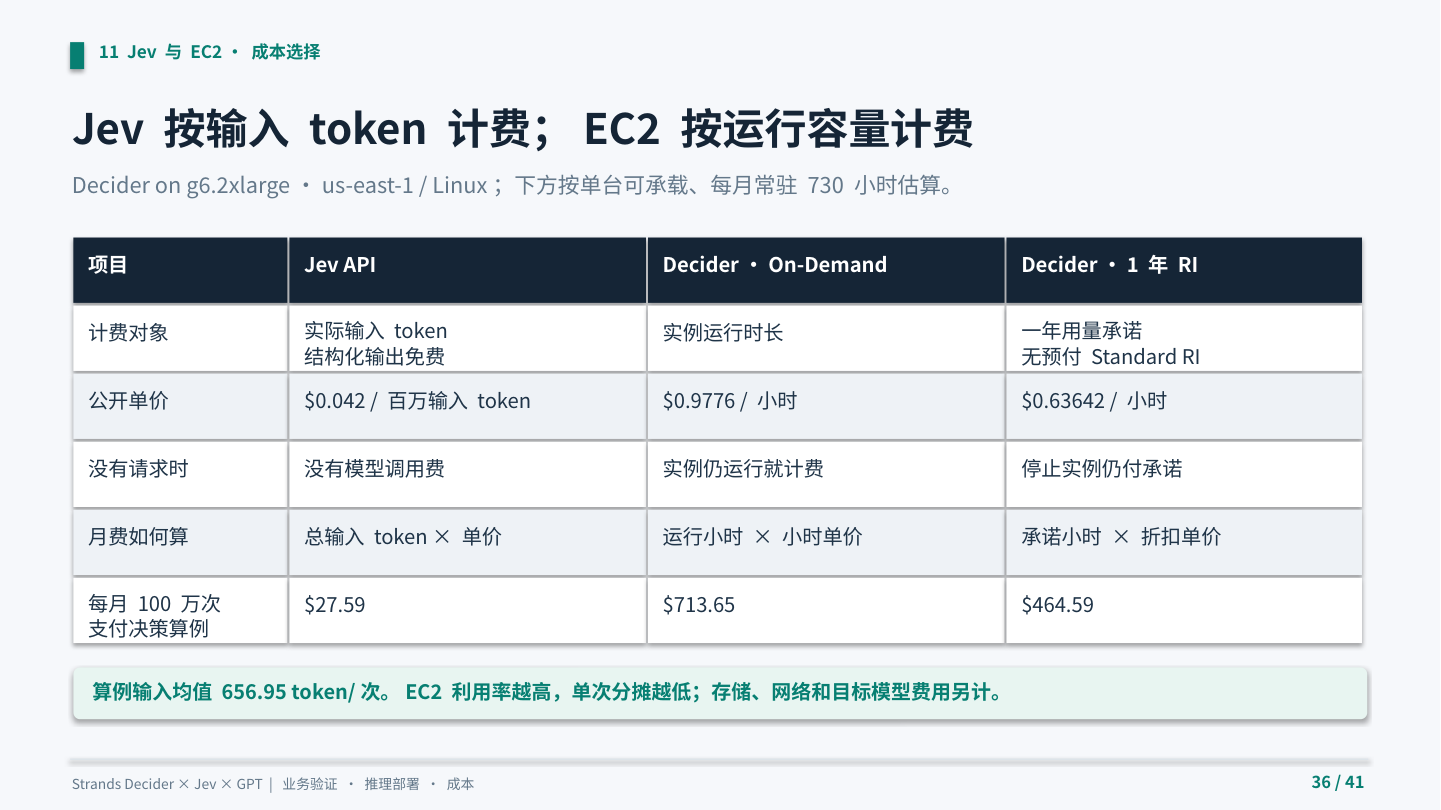 11 Jev 与 EC2 · 成本选择
Jev 按输入 token 计费； EC2 按运行容量计费
Decider on g6.2xlarge · us-east-1 / Linux； 下方按单台可承载、每月常驻 730 小时估算。
项目
Jev API
Decider · On-Demand
Decider · 1 年 RI
计费对象
实际输入 token
结构化输出免费
实例运行时长
一年用量承诺
无预付 Standard RI
公开单价
$0.042 / 百万输入 token
$0.9776 / 小时
$0.63642 / 小时
没有请求时
没有模型调用费
实例仍运行就计费
停止实例仍付承诺
月费如何算
总输入 token × 单价
运行小时 × 小时单价
承诺小时 × 折扣单价
每月 100 万次
支付决策算例
$27.59
$713.65
$464.59
算例输入均值 656.95 token/ 次。 EC2 利用率越高，单次分摊越低；存储、网络和目标模型费用另计。
Strands Decider × Jev × GPT | 业务验证 · 推理部署 · 成本
36 / 41